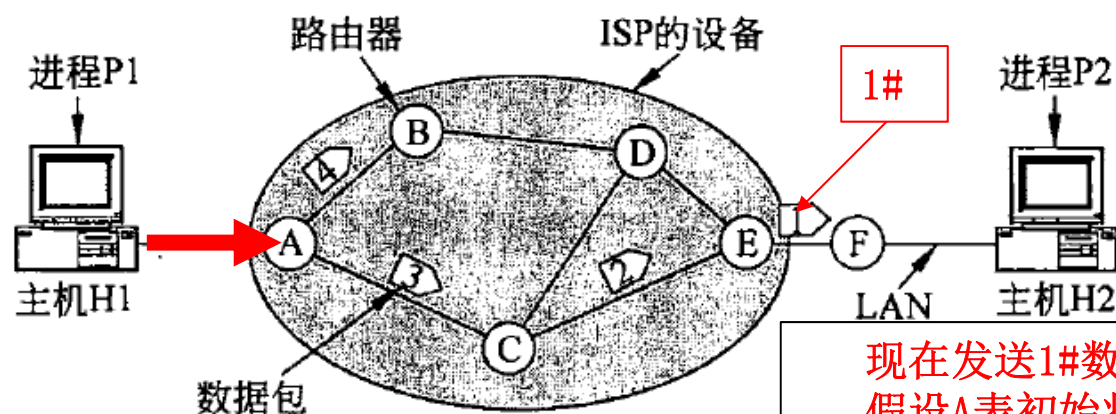 路由器
ISP的设备
进程P1
1#
进程P2
B
4
D
A
3
2
E
F
主机H1
LAN
主机H2
C
数据包
现在发送1#数